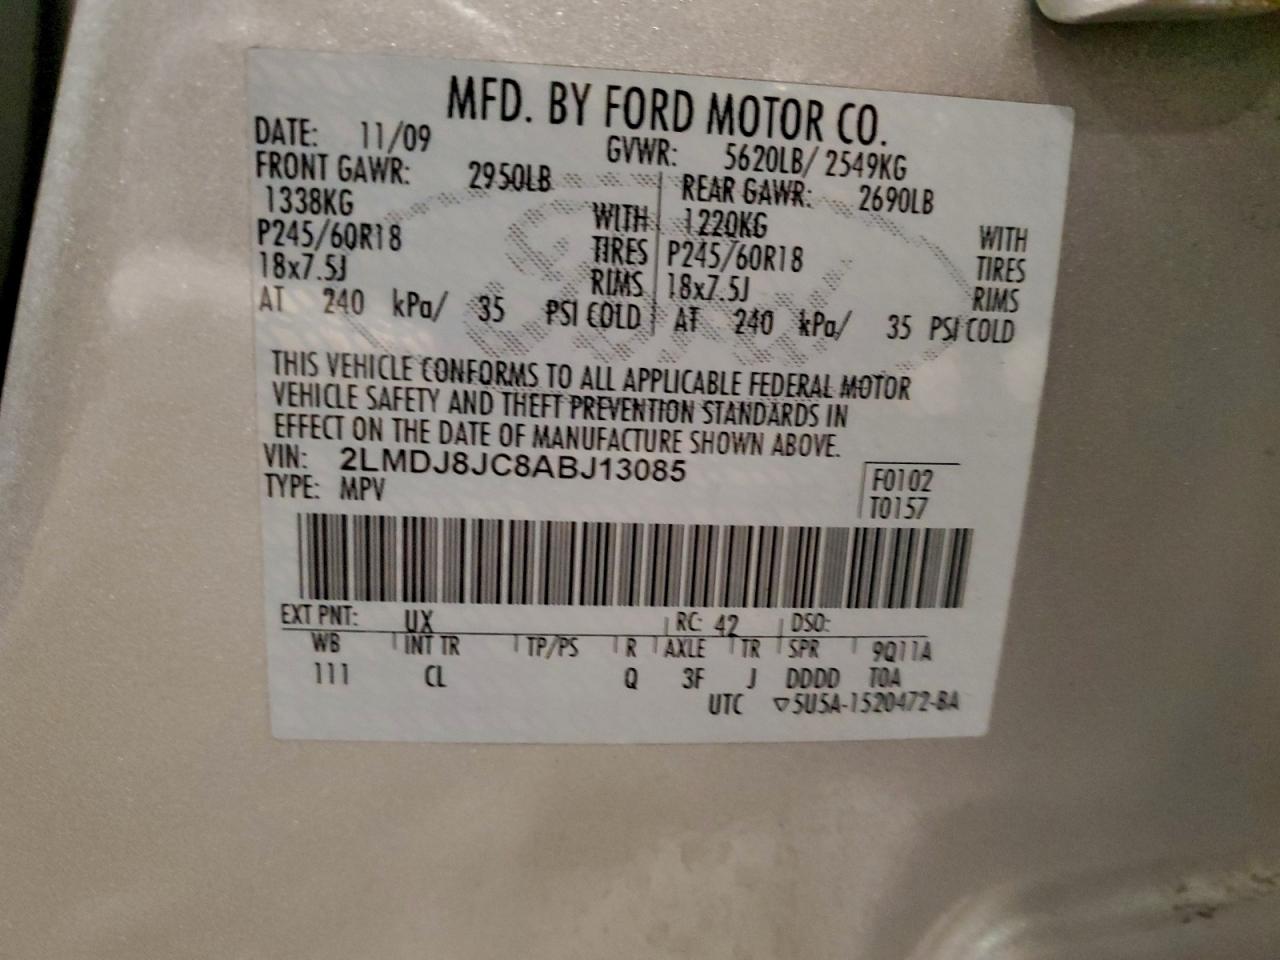 MFD. BY FORD MOTOR CO.
DATE: 11/09 GVWR: 5620LB/ 2549KG
FRONT GAWR: 2950LB REAR GAWR: 2690LB
1338KG WITH 1220KG WITH
P245/60R18 TIRES P245/60R18 TIRES
18x7.5J RIMS 18x7.5J RIMS
AT 240 kPa/ 35 PSI COLD AT 240 kPa/ 35 PSI COLD
THIS VEHICLE CONFORMS TO ALL APPLICABLE FEDERAL MOTOR
VEHICLE SAFETY AND THEFT PREVENTION STANDARDS IN
EFFECT ON THE DATE OF MANUFACTURE SHOWN ABOVE.
VIN: 2LMDJ8JC8ABJ13085 F0102
TYPE: MPV T0157
EXT PNT: UX RC: 42 DSO:
WB INT TR TP/PS R AXLE TR SPR 9Q11A
111 CL Q 3F J DDDD TOA
UTC ▽5U5A-1520472-BA